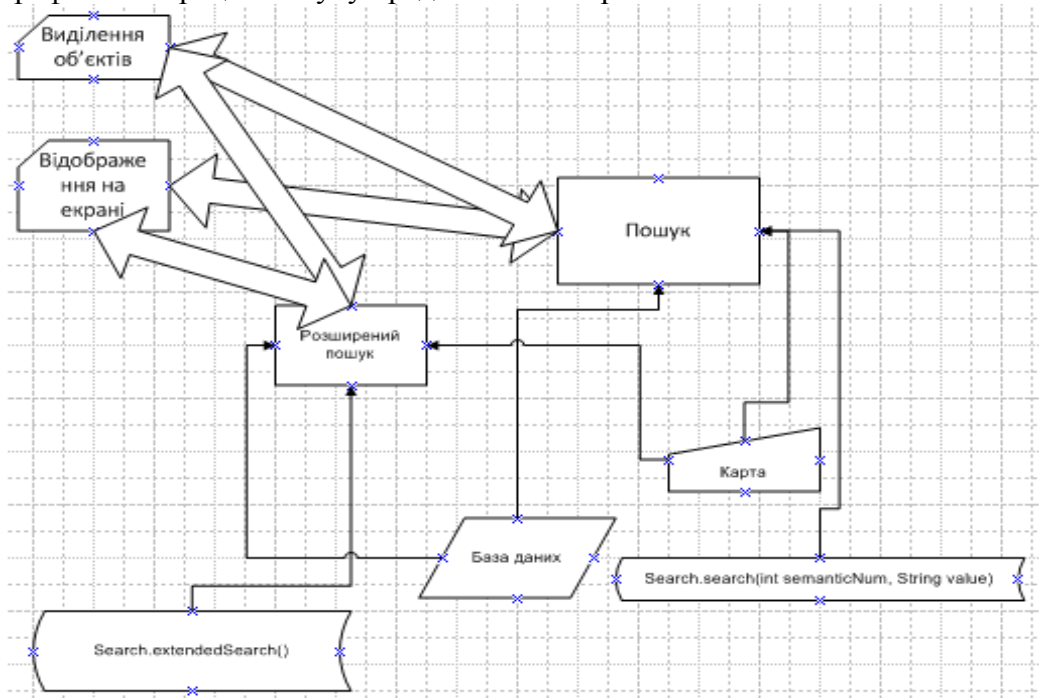 Виділення
об’єктів
Відображе
ння на
екрані
Пошук
Розширений
пошук
Карта
База даних
Search.search(int semanticNum, String value)
Search.extendedSearch()